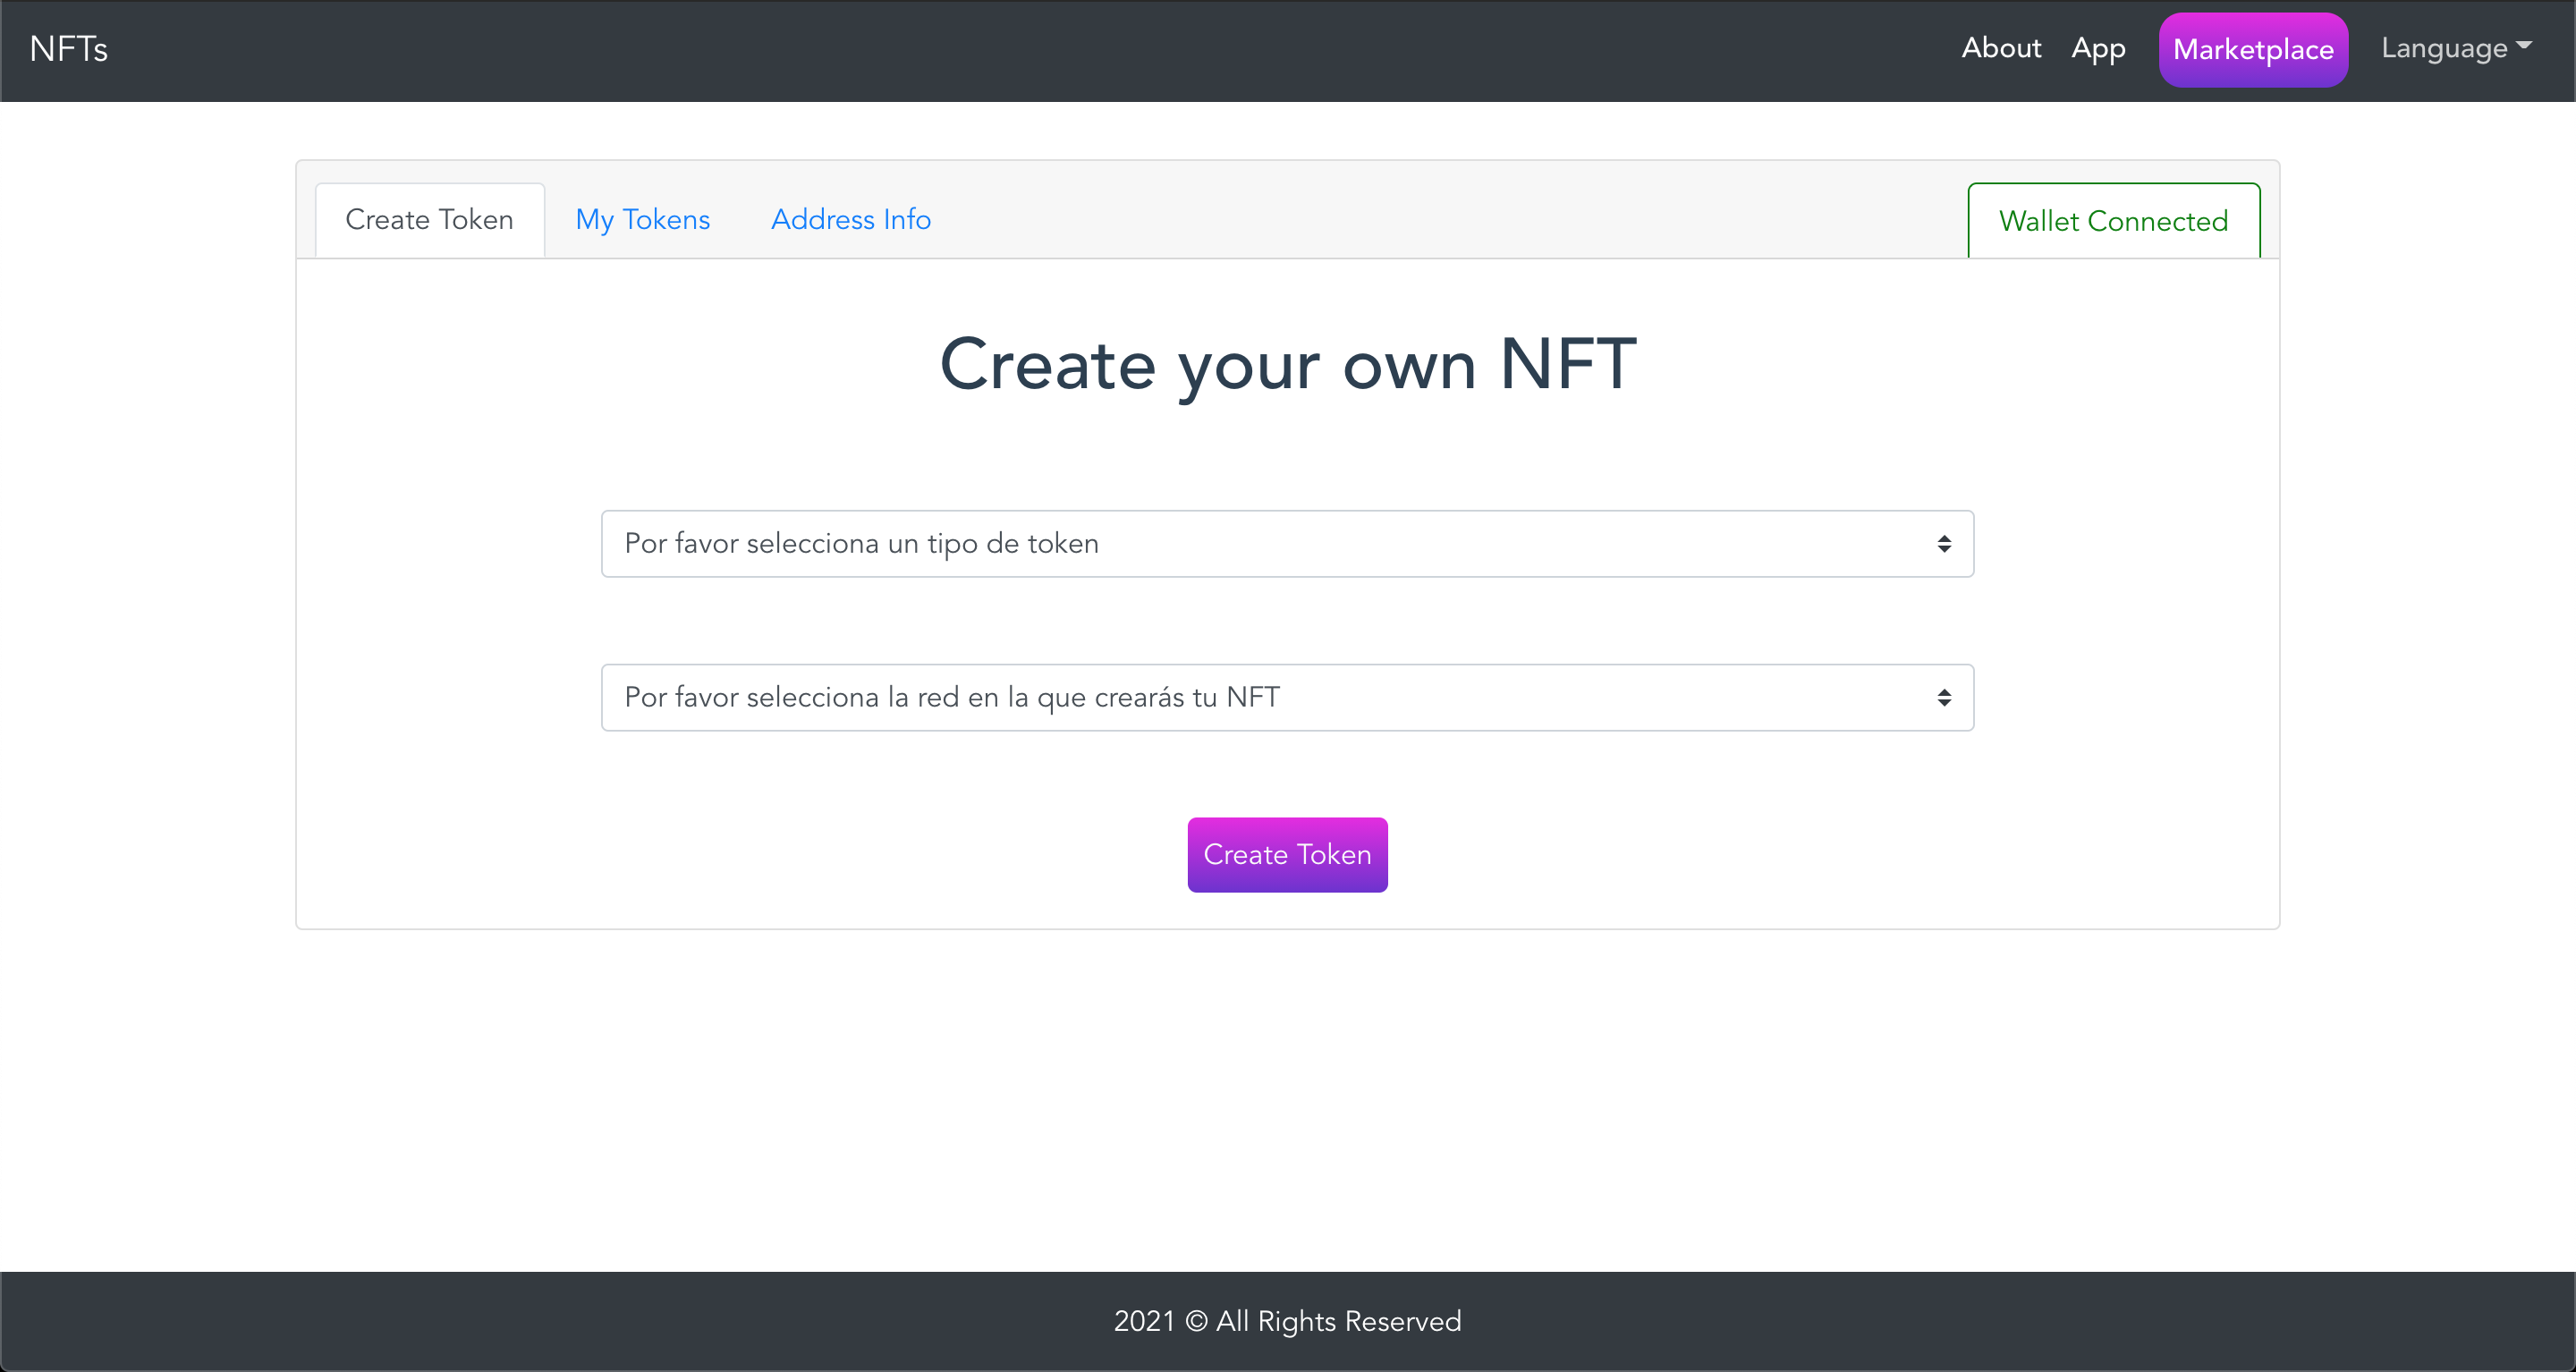 NFTs
About App Marketplace Language
Create Token My Tokens Address Info Wallet Connected
Create your own NFT
Por favor selecciona un tipo de token
Por favor selecciona la red en la que crearás tu NFT
Create Token
2021 © All Rights Reserved